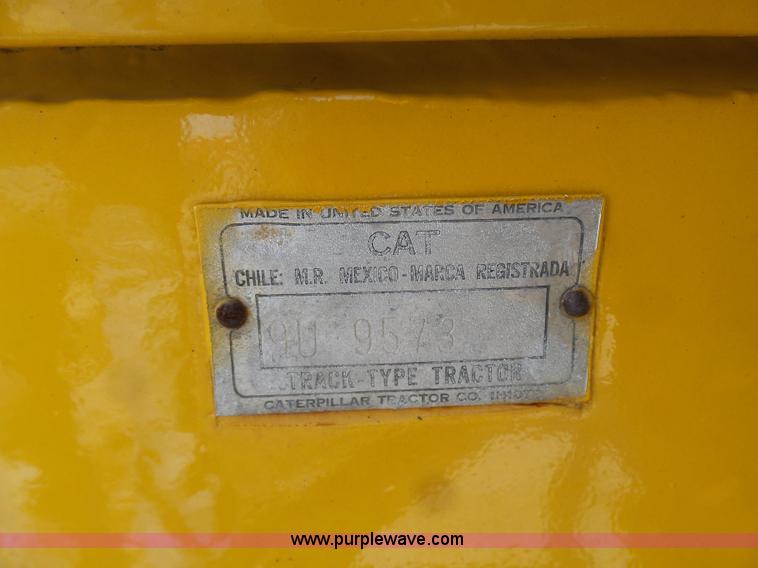 MADE IN UNITED STATES OF AMERICA
CAT
CHILE: M.R. MEXICO-MARCA REGISTRADA
9U 9573
TRACK-TYPE TRACTOR
CATERPILLAR TRACTOR CO.
www.purplewave.com